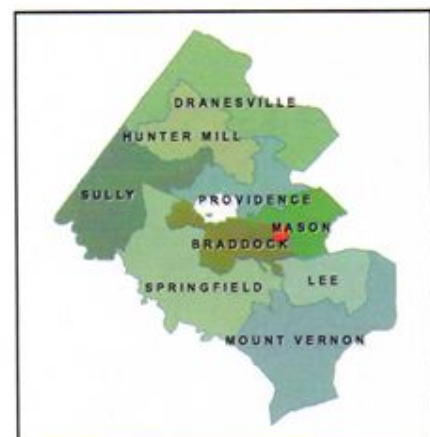 DRANESVILLE
HUNTER MILL
SULLY
PROVIDENCE
MASON
BRADDOCK
LEE
SPRINGFIELD
MOUNT VERNON